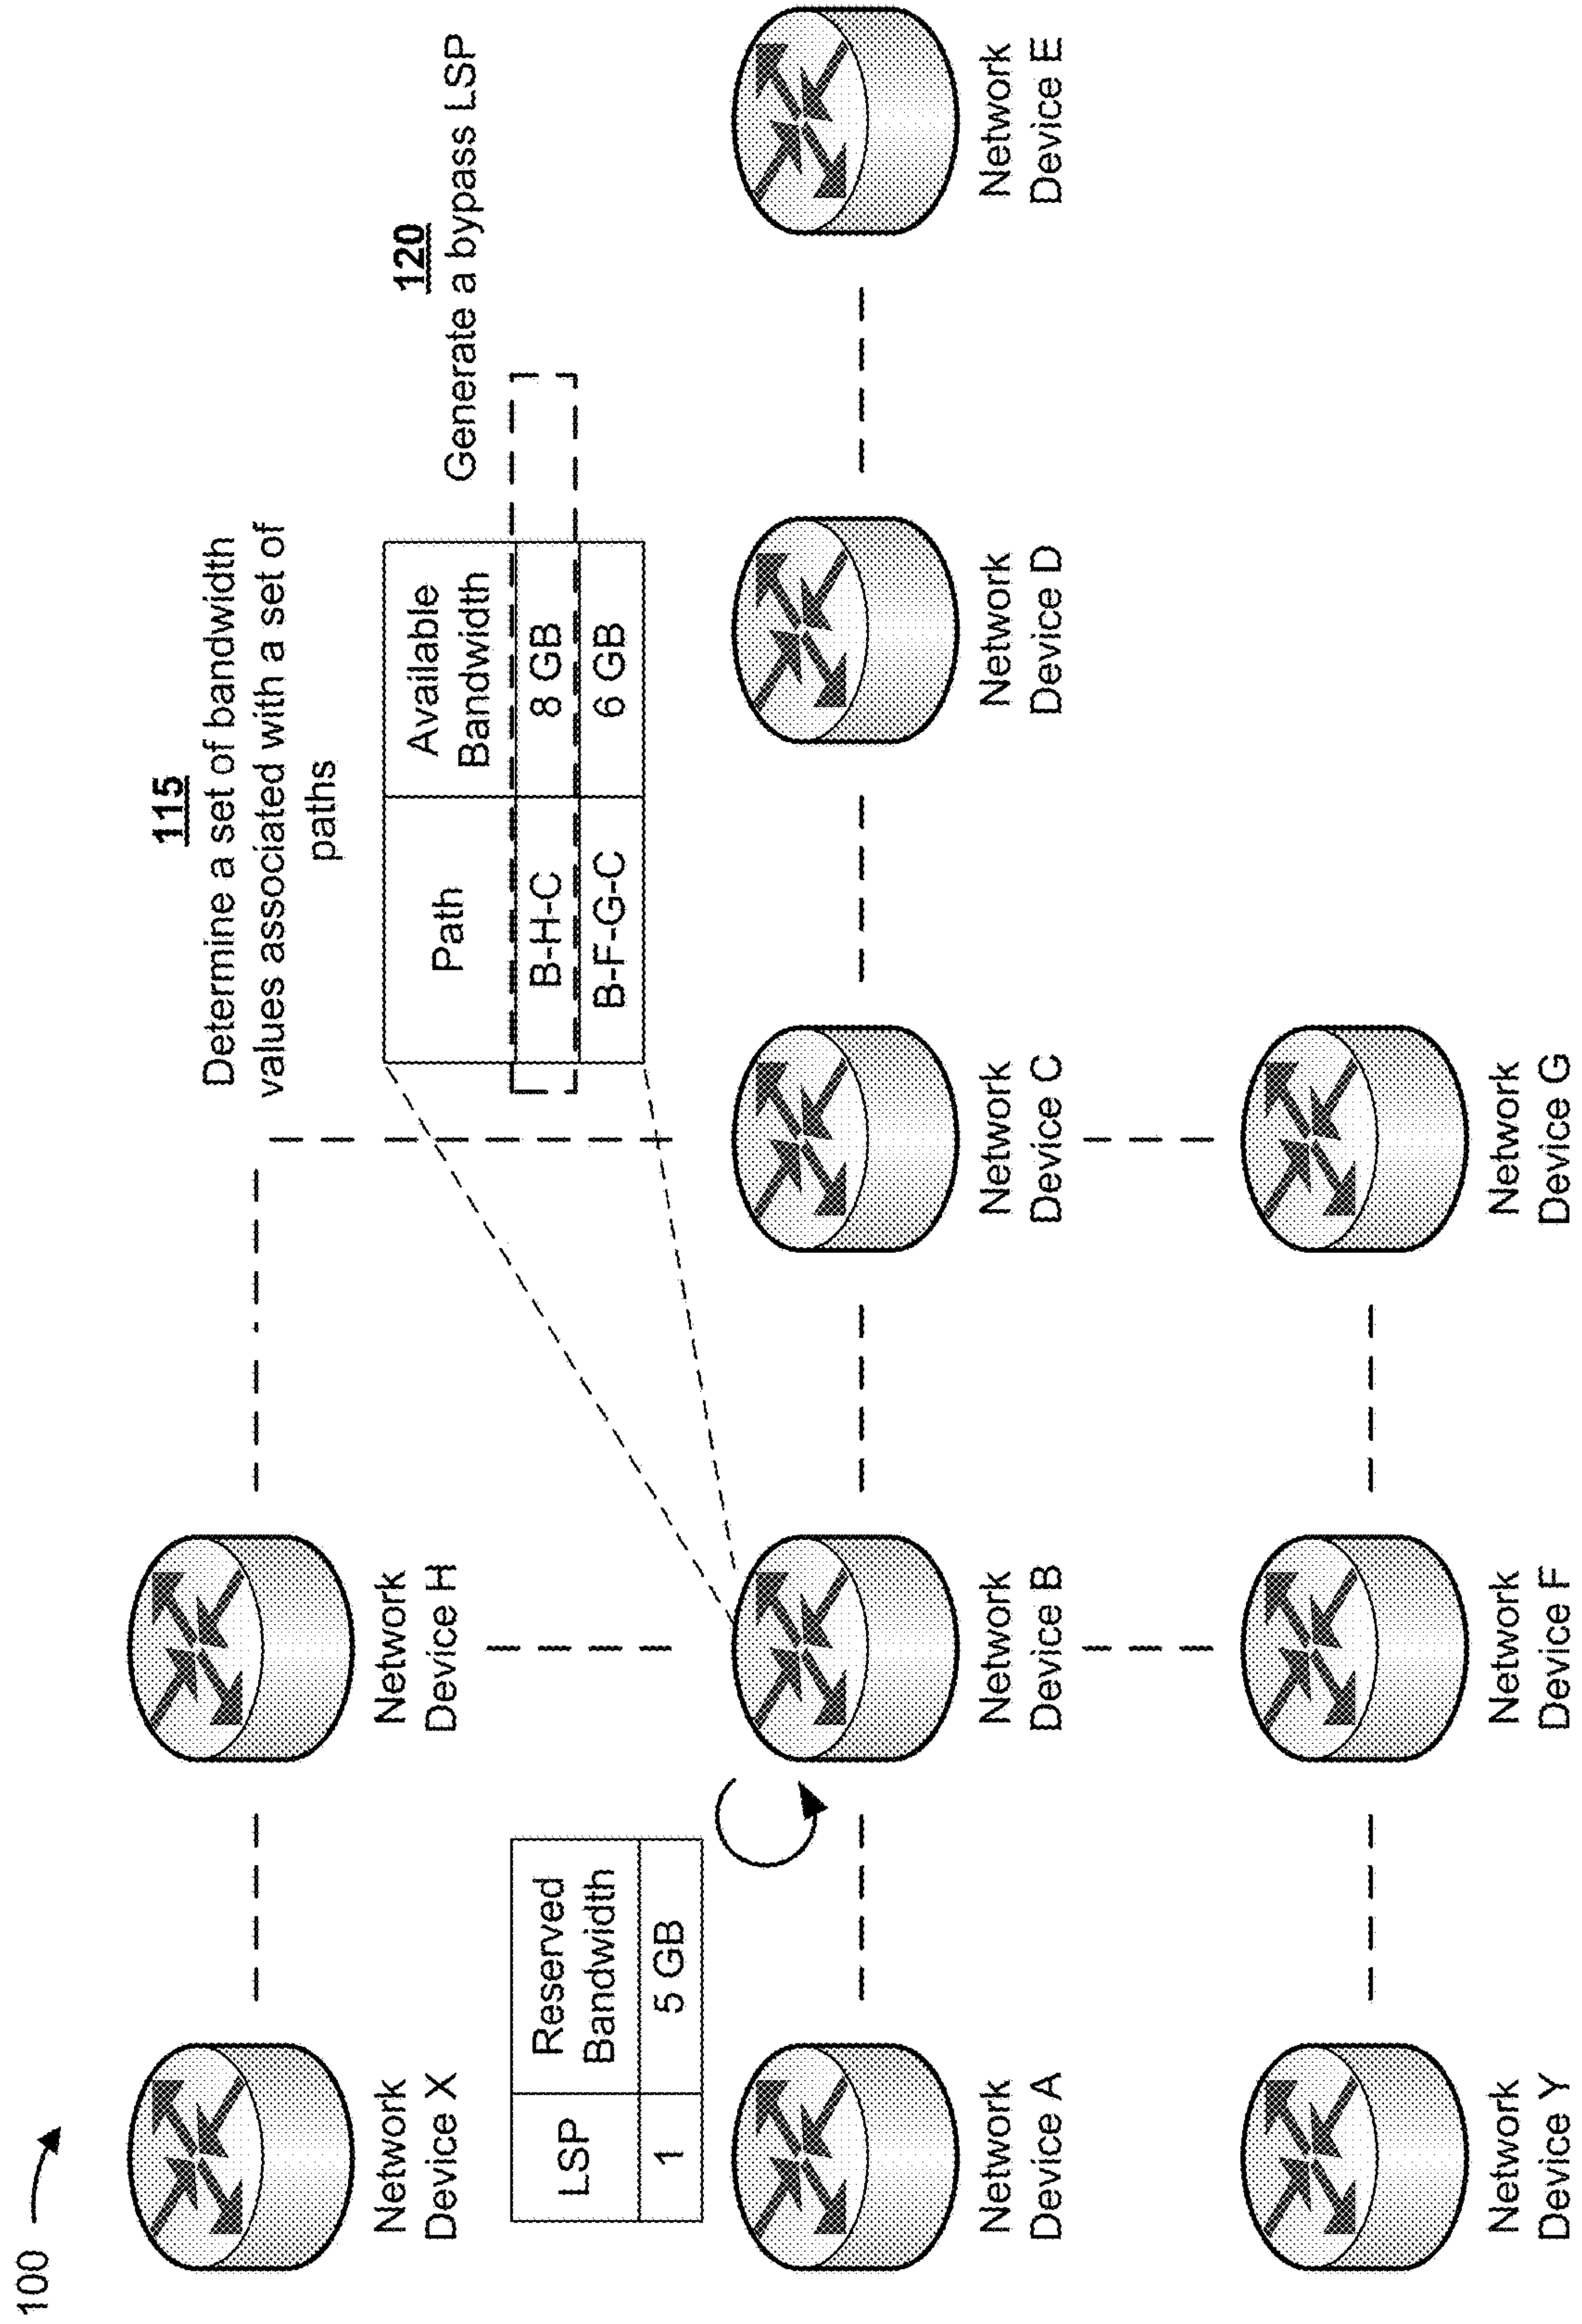 100
115
Determine a set of bandwidth
values associated with a set of
paths
120
Generate a bypass LSP
Path
Available
Bandwidth
B-H-C
8 GB
B-F-G-C
6 GB
LSP
Reserved
Bandwidth
1
5 GB
Network
Device X
Network
Device H
Network
Device A
Network
Device B
Network
Device C
Network
Device D
Network
Device E
Network
Device Y
Network
Device F
Network
Device G